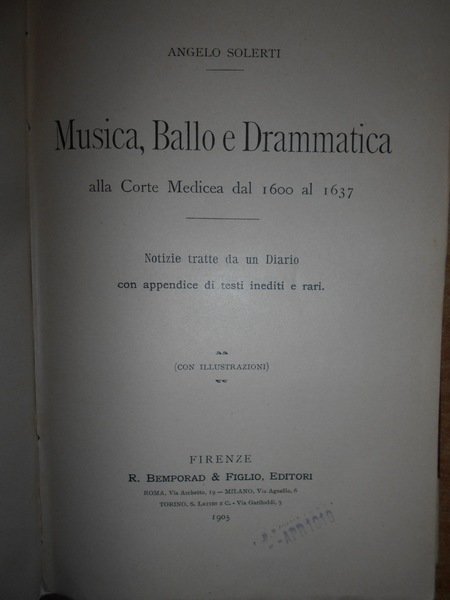 ANGELO SOLERTI
Musica, Ballo e Drammatica
alla Corte Medicea dal 1600 al 1637
Notizie tratte da un Diario
con appendice di testi inediti e rari.
(CON ILLUSTRAZIONI)
FIRENZE
R. BEMPORAD & FIGLIO, EDITORI
ROMA, Via Archetto, 19 — MILANO, Via Agnello, 6
TORINO, S. LATTES e C. - Via Garibaldi, 3
1905